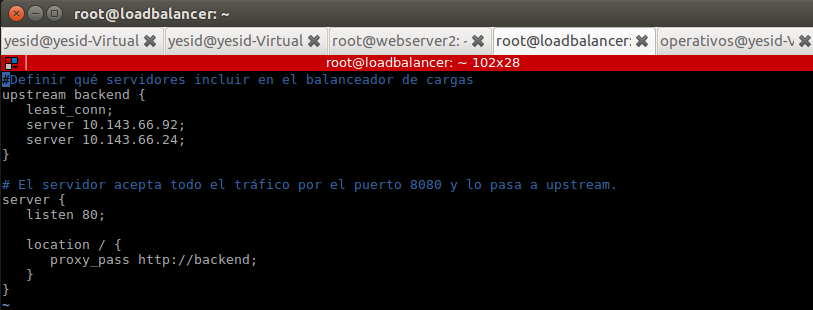 root@loadbalancer: ~
yesid@yesid-Virtual
yesid@yesid-Virtual
root@webserver2: ~
root@loadbalancer:
operativos@yesid-V
root@loadbalancer: ~ 102x28
#Definir qué servidores incluir en el balanceador de cargas
upstream backend {
   least_conn;
   server 10.143.66.92;
   server 10.143.66.24;
}
# El servidor acepta todo el tráfico por el puerto 8080 y lo pasa a upstream.
server {
   listen 80;
   location / {
      proxy_pass http://backend;
   }
}
~